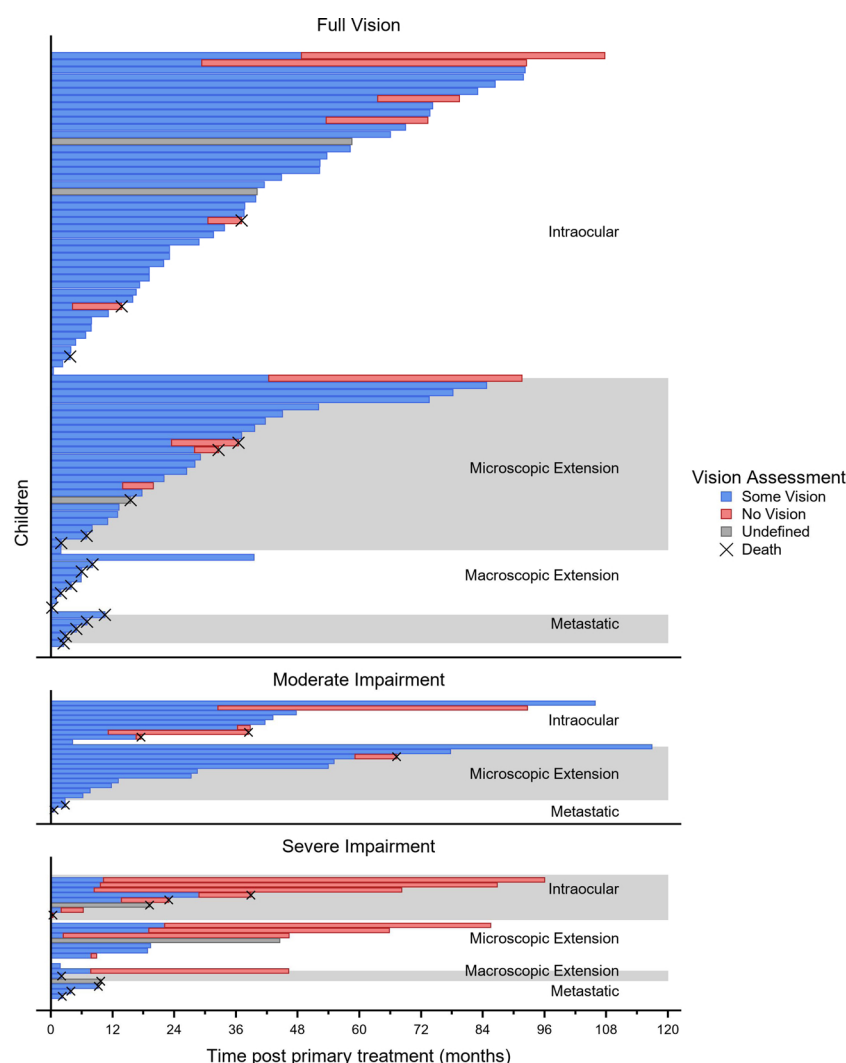 Full Vision
Intraocular
Microscopic Extension
Macroscopic Extension
Metastatic
Children
Vision Assessment
Some Vision
No Vision
Undefined
Death
Moderate Impairment
Intraocular
Microscopic Extension
Metastatic
Severe Impairment
Intraocular
Microscopic Extension
Macroscopic Extension
Metastatic
0 12 24 36 48 60 72 84 96 108 120
Time post primary treatment (months)